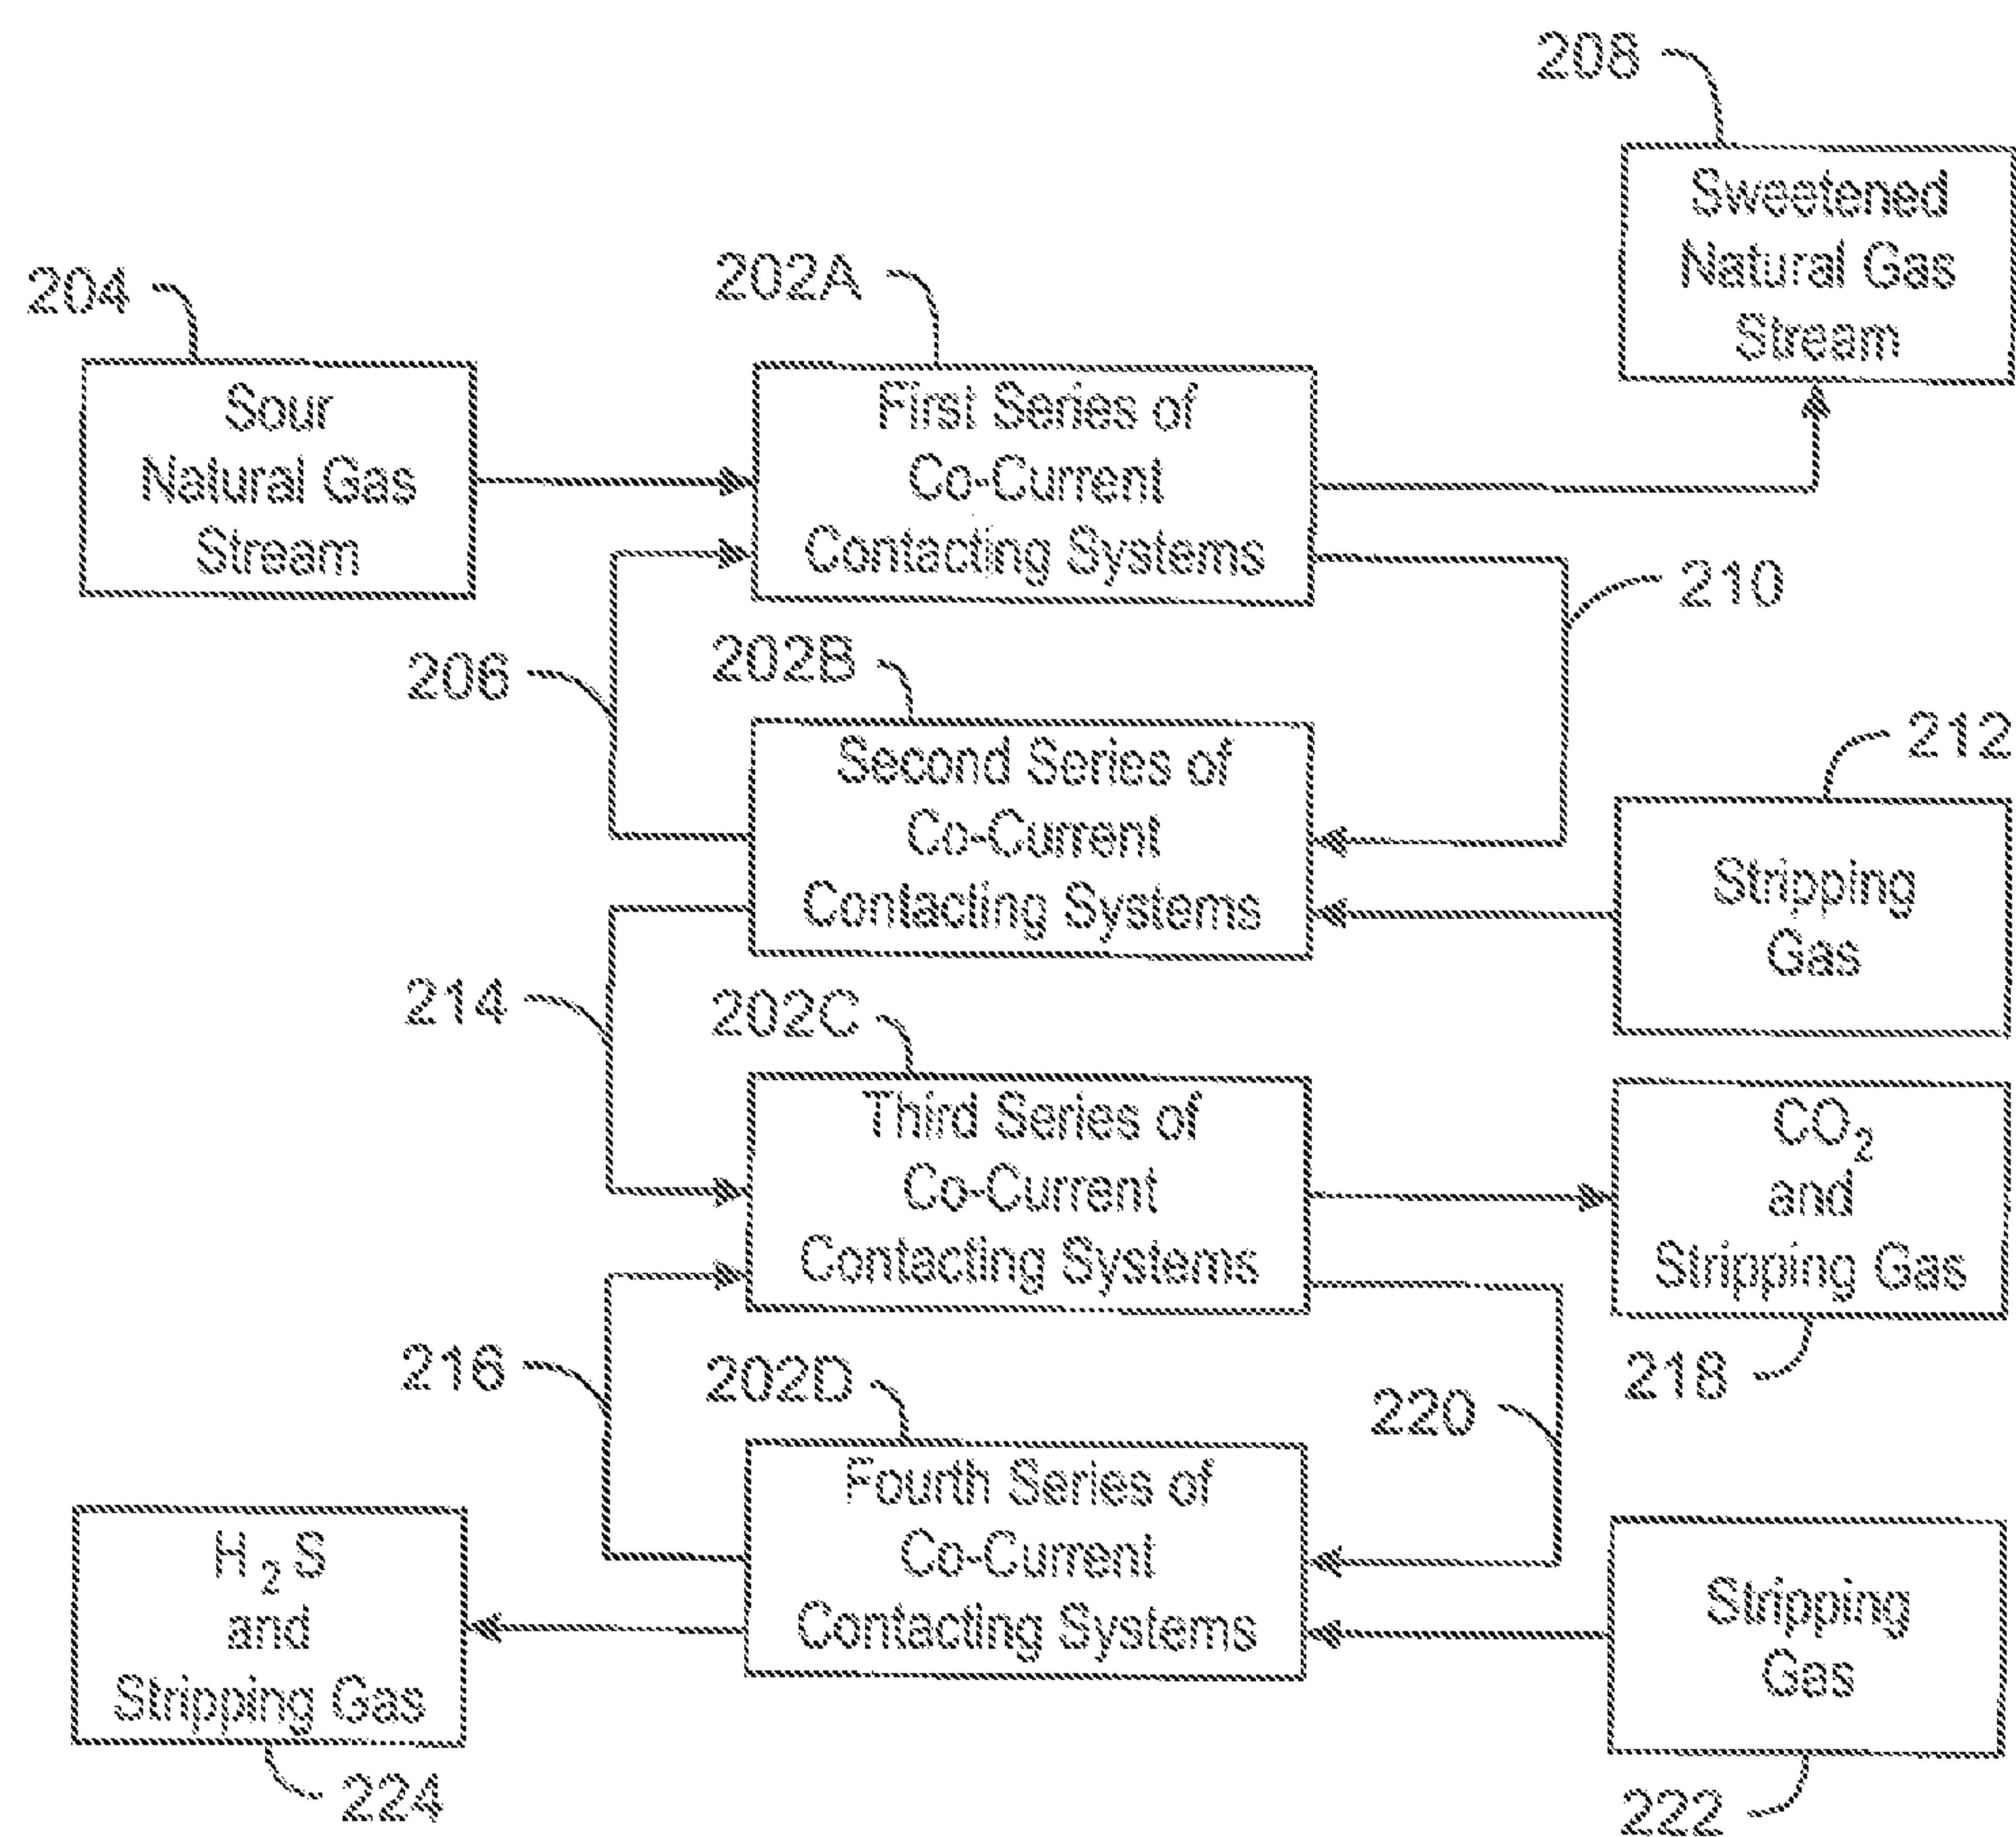 208
Sweetened
Natural Gas
Stream
204
202A
Sour
Natural Gas
Stream
First Series of
Co-Current
Contacting Systems
210
206
202B
212
Second Series of
Co-Current
Contacting Systems
Stripping
Gas
214
202C
Third Series of
Co-Current
Contacting Systems
CO2
and
Stripping Gas
216
202D
220
218
Fourth Series of
Co-Current
Contacting Systems
H2S
and
Stripping Gas
Stripping
Gas
224
222